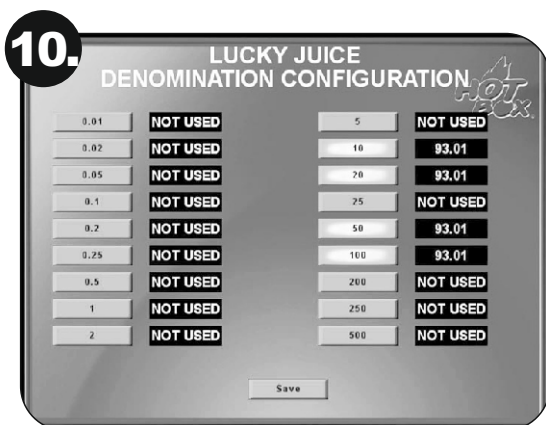 10.
LUCKY JUICE
DENOMINATION CONFIGURATION
HOT
BOX
0.01 NOT USED 5 NOT USED
0.02 NOT USED 10 93.01
0.05 NOT USED 20 93.01
0.1 NOT USED 25 NOT USED
0.2 NOT USED 50 93.01
0.25 NOT USED 100 93.01
0.5 NOT USED 200 NOT USED
1 NOT USED 250 NOT USED
2 NOT USED 500 NOT USED
Save